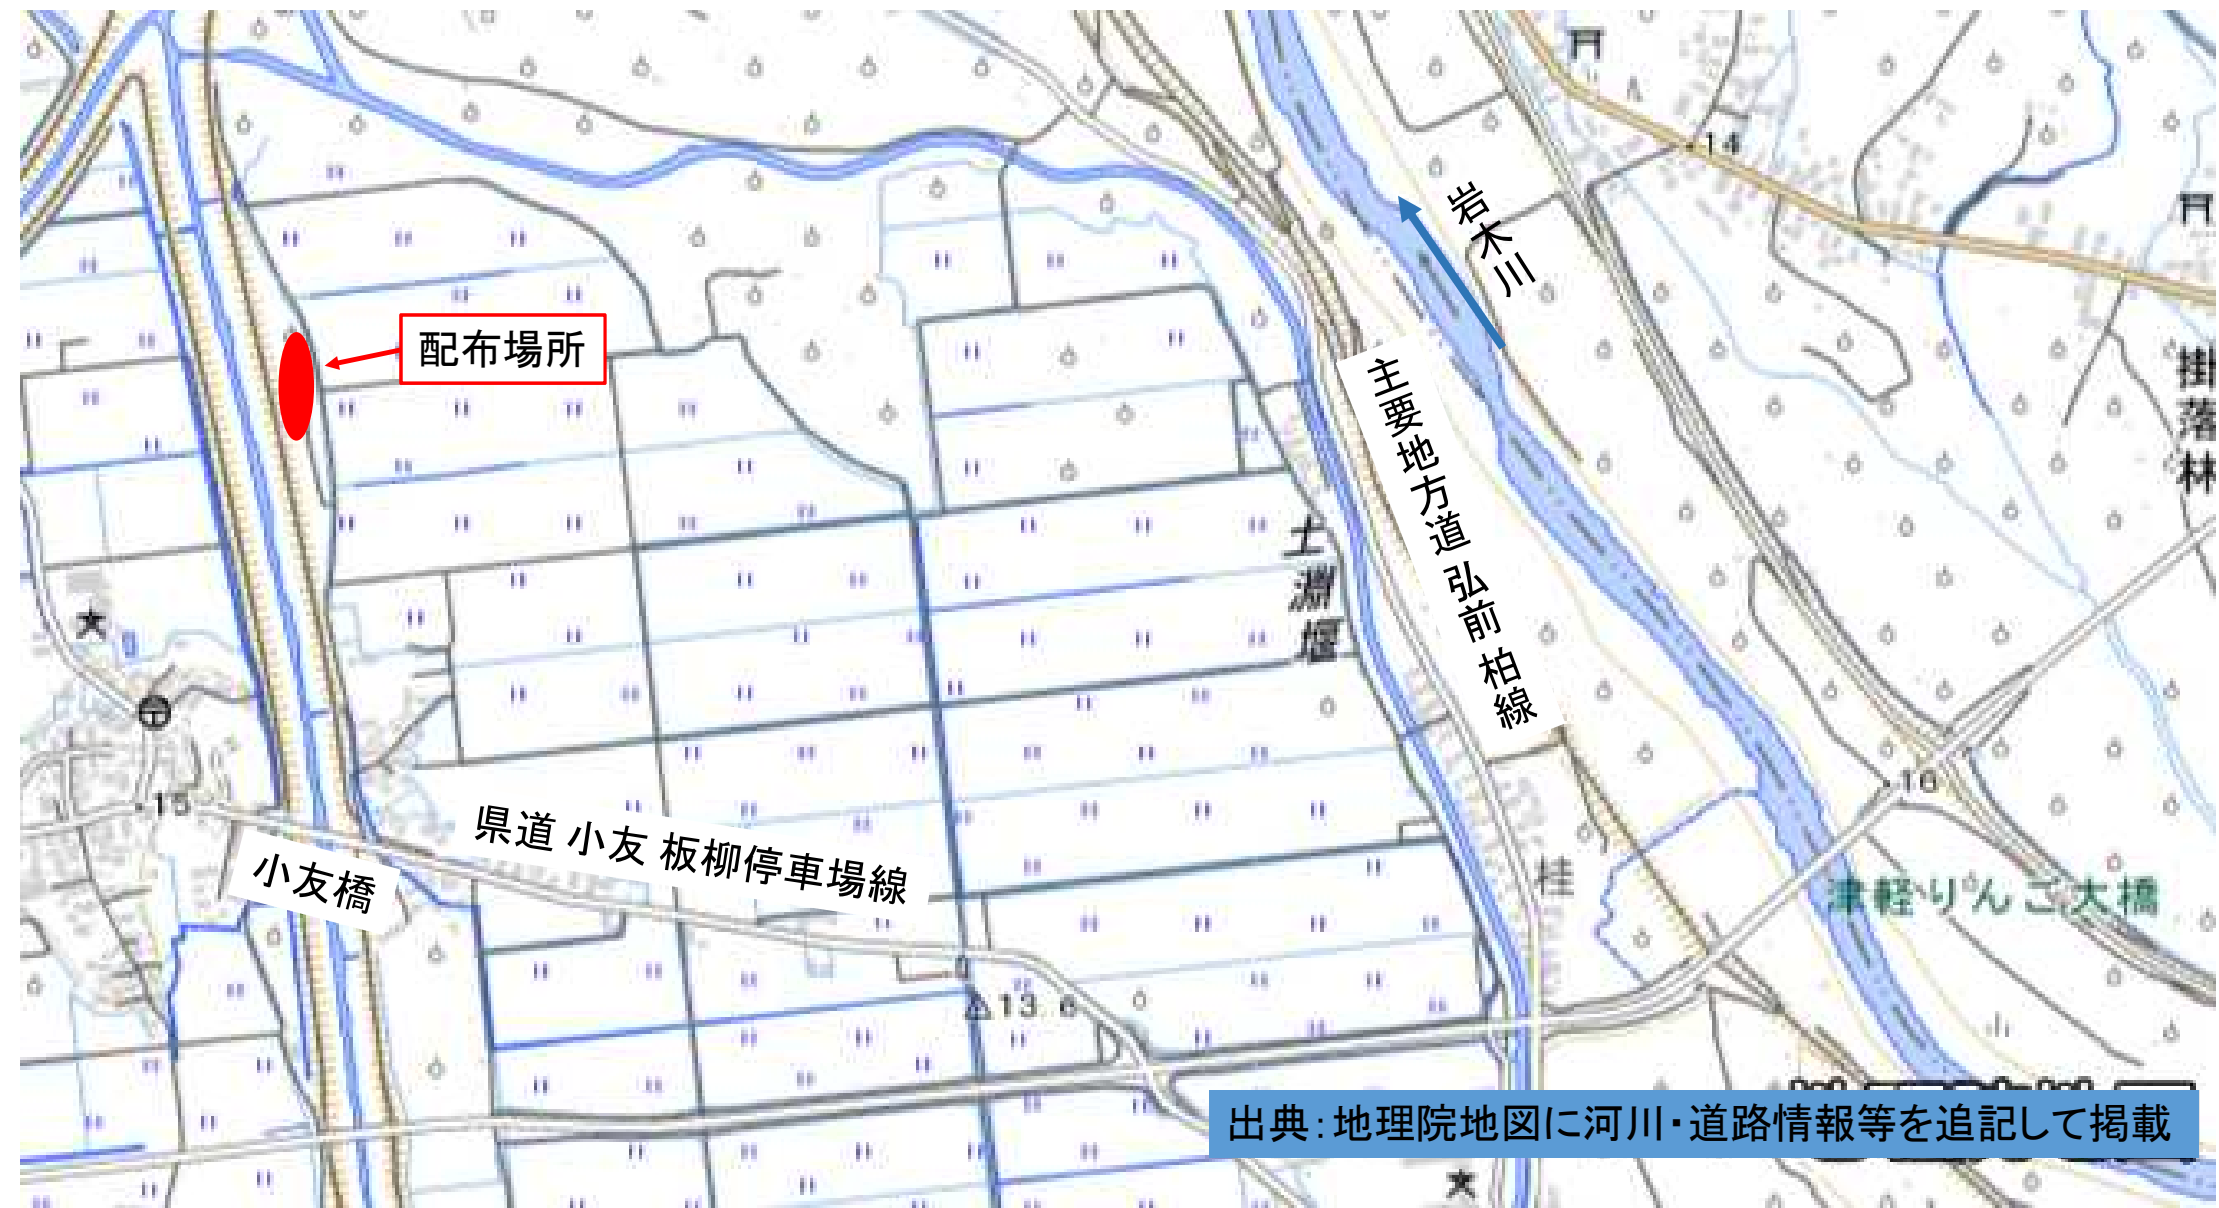 14
岩木川
配布場所
掛落林
主要地方道 弘前 柏線
土淵堰
15
県道 小友 板柳停車場線
小友橋
16
桂
津軽りんご大橋
13.6
出典：地理院地図に河川・道路情報等を追記して掲載